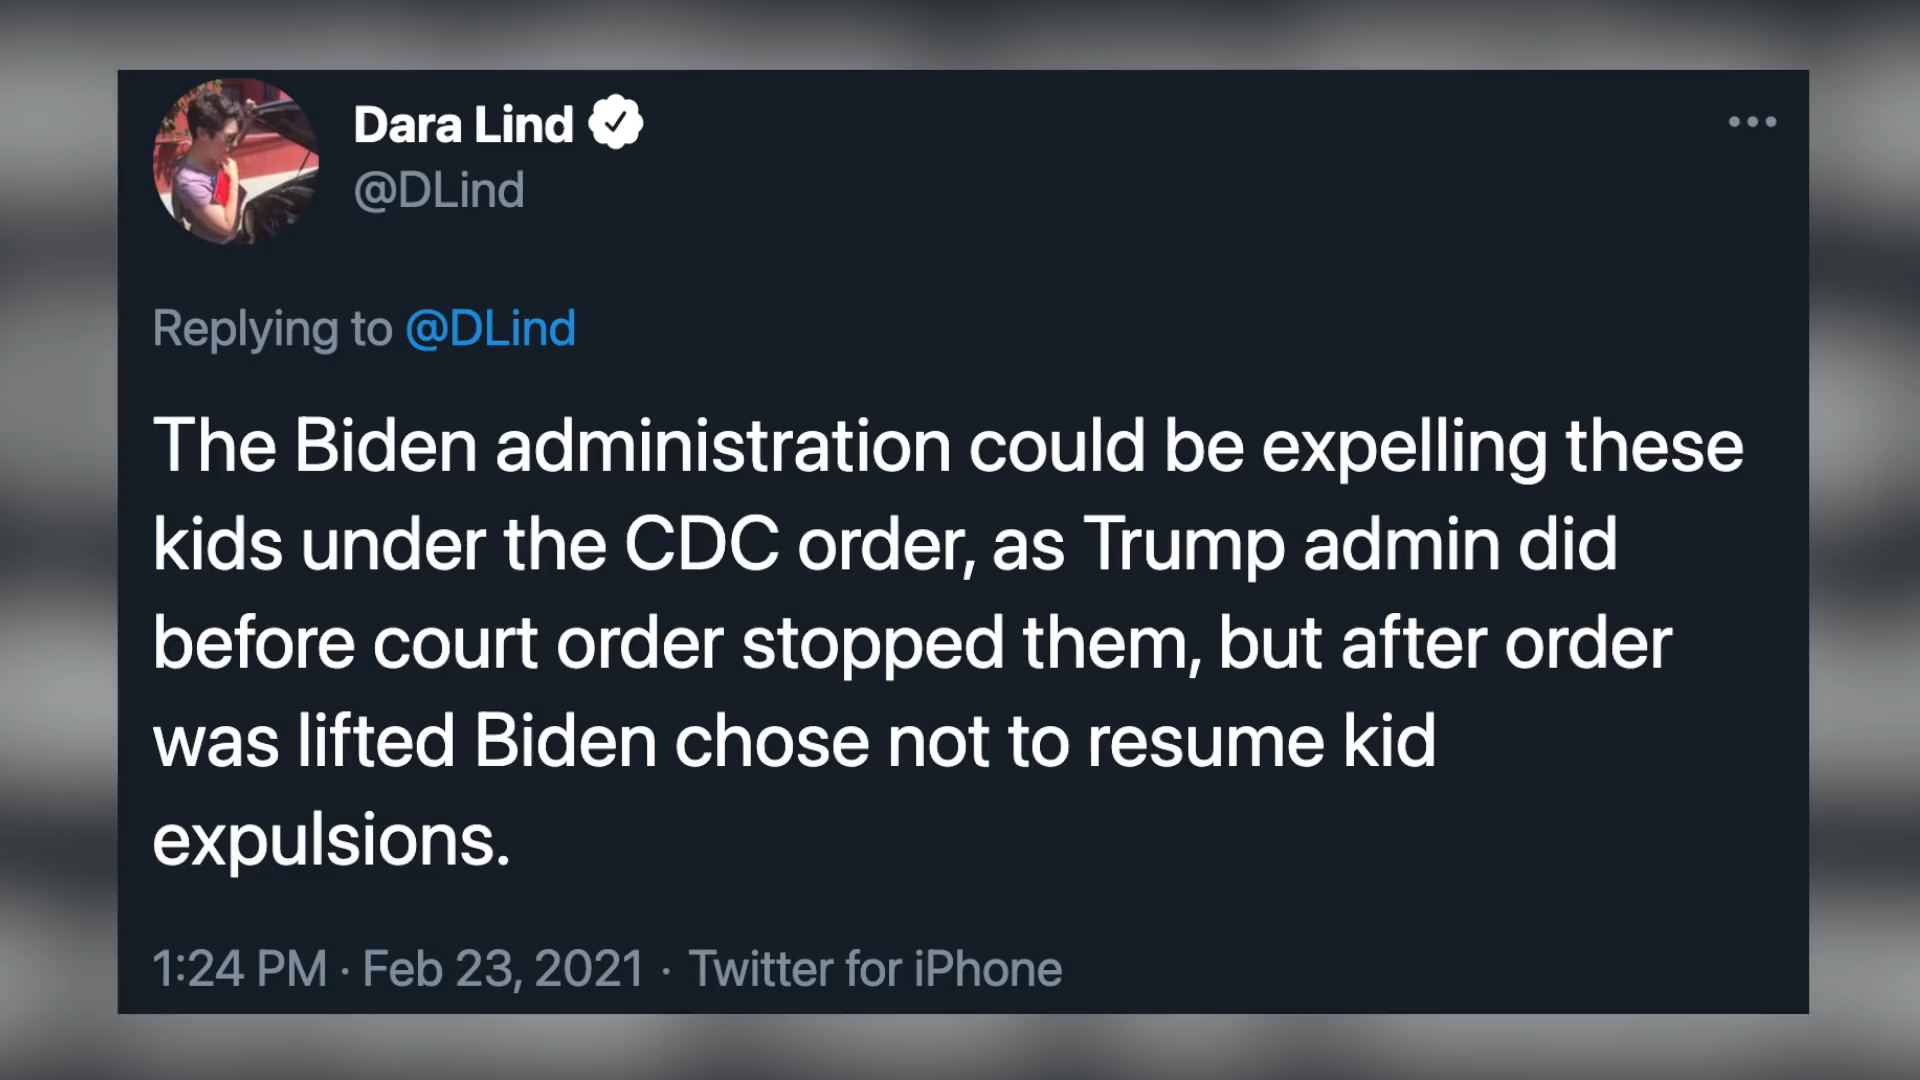 Dara Lind
@DLind
Replying to @DLind
The Biden administration could be expelling these
kids under the CDC order, as Trump admin did
before court order stopped them, but after order
was lifted Biden chose not to resume kid
expulsions.
1:24 PM · Feb 23, 2021 · Twitter for iPhone